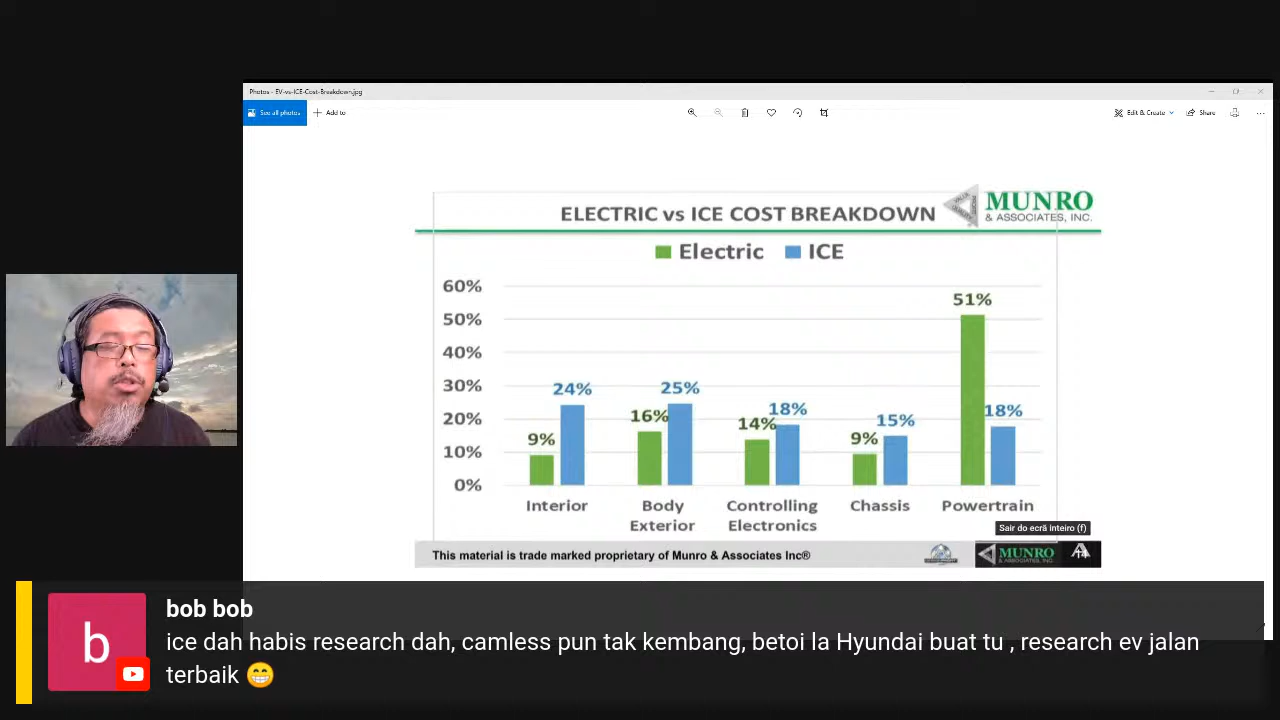 Photos - EV-vs-ICE-Cost-Breakdown.jpg
See all photos
Add to
Edit & Create
Share
ELECTRIC vs ICE COST BREAKDOWN
MUNRO
& ASSOCIATES, INC.
Electric
ICE
60%
50%
40%
30%
20%
10%
0%
9%
24%
16%
25%
14%
18%
9%
15%
51%
18%
Interior
Body
Exterior
Controlling
Electronics
Chassis
Powertrain
Sair do ecrã inteiro (f)
This material is trade marked proprietary of Munro & Associates Inc®
MUNRO
& ASSOCIATES, INC.
b
bob bob
ice dah habis research dah, camless pun tak kembang, betoi la Hyundai buat tu , research ev jalan
terbaik 😁